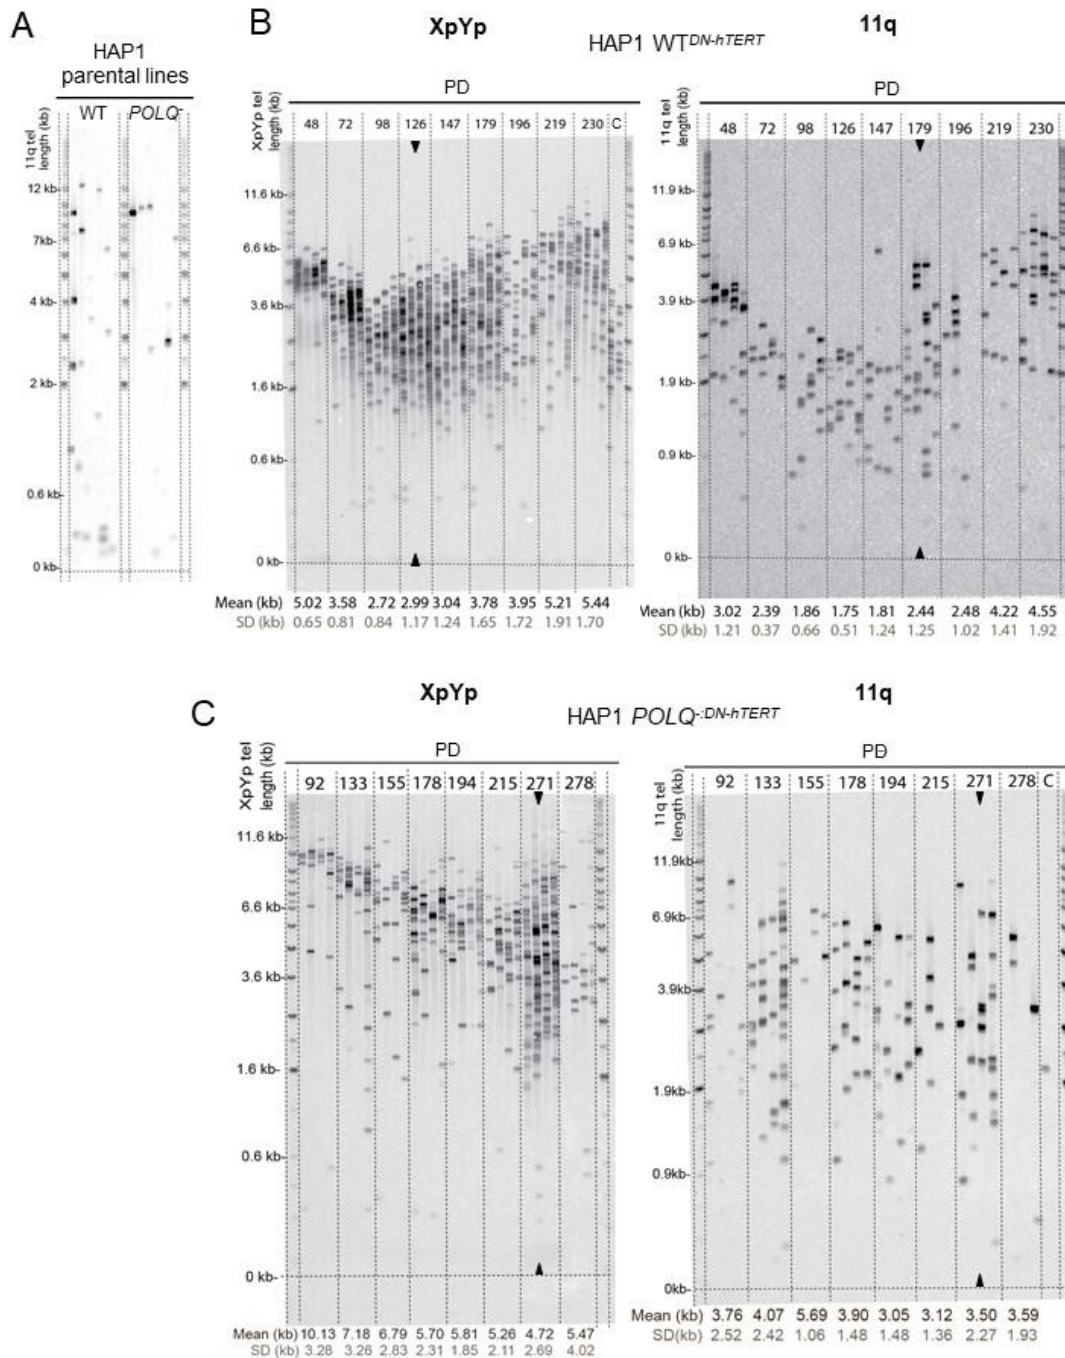 A
HAP1
parental lines
WT POLQ-
11q tel
length (kb)
12 kb-
7kb-
4 kb-
2 kb-
0.6 kb-
0 kb-
B
XpYp
11q
HAP1 WT^DN-hTERT
PD
XpYp tel
length (kb)
48 72 98 126 147 179 196 219 230 C
11.6 kb-
6.6 kb-
3.6 kb-
1.6 kb-
0.6 kb-
0 kb-
Mean (kb) 5.02 3.58 2.72 2.99 3.04 3.78 3.95 5.21 5.44
SD (kb) 0.65 0.81 0.84 1.17 1.24 1.65 1.72 1.91 1.70
PD
11q tel
length (kb)
48 72 98 126 147 179 196 219 230
11.9 kb-
6.9 kb-
3.9 kb-
1.9 kb-
0.9 kb-
0 kb-
Mean (kb) 3.02 2.39 1.86 1.75 1.81 2.44 2.48 4.22 4.55
SD (kb) 1.21 0.37 0.66 0.51 1.24 1.25 1.02 1.41 1.92
C
XpYp
11q
HAP1 POLQ^-:DN-hTERT
PD
XpYp tel
length (kb)
92 133 155 178 194 215 271 278
11.6 kb-
6.6 kb-
3.6 kb-
1.6 kb-
0.6 kb-
0 kb-
Mean (kb) 10.13 7.18 6.79 5.70 5.81 5.26 4.72 5.47
SD (kb) 3.28 3.26 2.83 2.31 1.85 2.11 2.69 4.02
PD
11q tel
length (kb)
92 133 155 178 194 215 271 278 C
11.9kb-
6.9kb-
3.9kb-
1.9kb-
0.9kb-
0kb-
Mean (kb) 3.76 4.07 5.69 3.90 3.05 3.12 3.50 3.59
SD(kb) 2.52 2.42 1.06 1.48 1.48 1.36 2.27 1.93